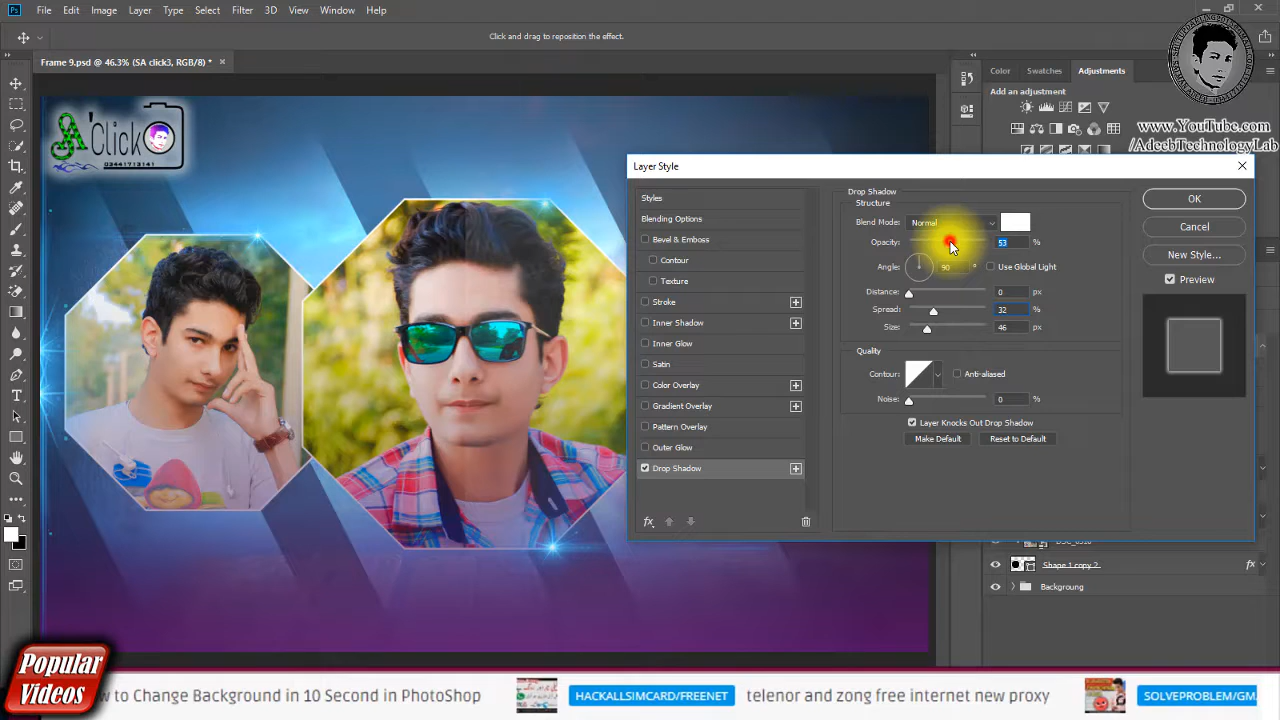 Ps File Edit Image Layer Type Select Filter 3D View Window Help
Click and drag to reposition the effect.
Frame 9.psd @ 46.3% (SA click3, RGB/8) * ×
Color Swatches Adjustments
Add an adjustment
www.YouTube.com
/AdeebTechnologyLab
A'Click
03441713141
Layer Style
Styles
Blending Options
Bevel & Emboss
Contour
Texture
Stroke
Inner Shadow
Inner Glow
Satin
Color Overlay
Gradient Overlay
Pattern Overlay
Outer Glow
Drop Shadow
fx
Drop Shadow
Structure
Blend Mode: Normal
Opacity: 53 %
Angle: 90 ° Use Global Light
Distance: 0 px
Spread: 32 %
Size: 46 px
Quality
Contour: Anti-aliased
Noise: 0 %
Layer Knocks Out Drop Shadow
Make Default Reset to Default
OK
Cancel
New Style...
Preview
Shape 1 copy 2 fx
Backgroung
Popular
Videos
w to Change Background in 10 Second in PhotoShop HACKALLSIMCARD/FREENET telenor and zong free internet new proxy SOLVEPROBLEM/GM